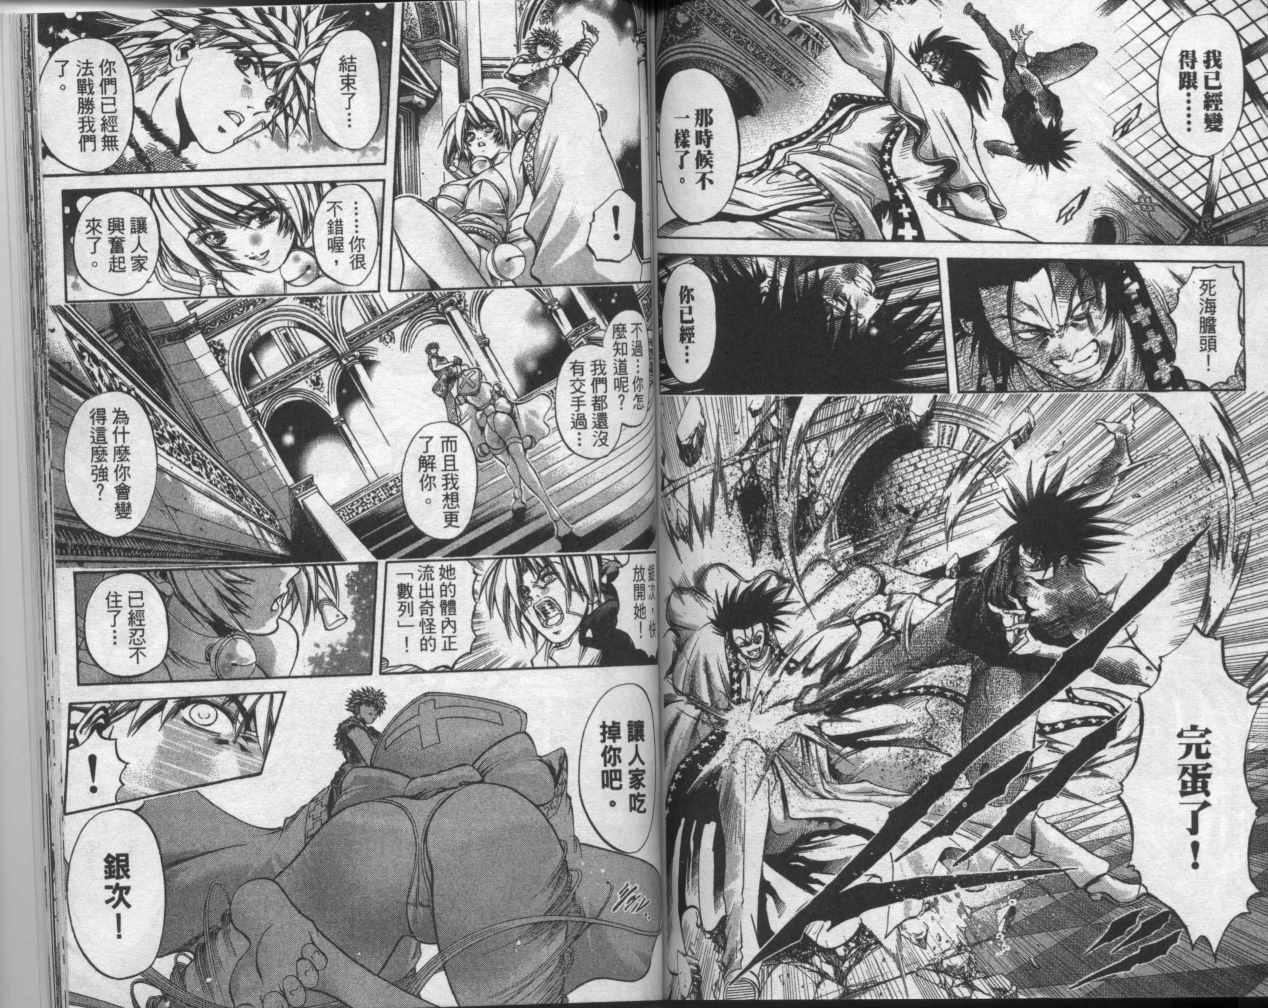 我已經變
得跟……
那時候不
一樣了。
死海膽頭！
你已經…
完蛋了！
！
結束了…
你們已經無
法戰勝我們
了。
……你很
不錯喔，
讓人家
興奮起
來了。
不過…你怎
麼知道呢？
我們都還沒
有交手過…
而且我想更
了解你。
為什麼你會變
得這麼強？
銀次，快
放開她！
她的體內正
流出奇怪的
「數列」！
已經忍不
住了…
讓人家吃
掉你吧。
！
銀次！